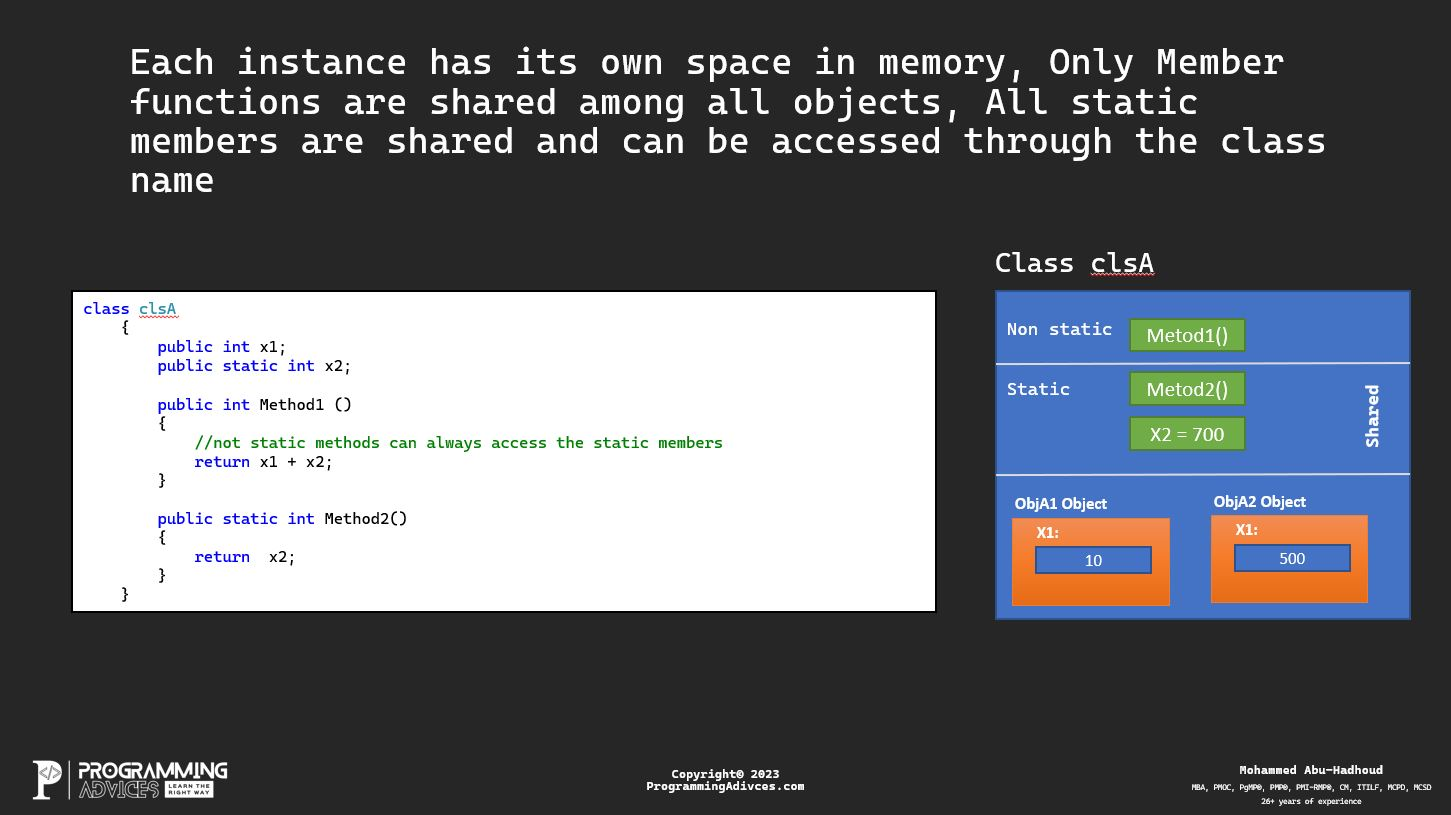 Each instance has its own space in memory, Only Member
functions are shared among all objects, All static
members are shared and can be accessed through the class
name
class clsA
{
public int x1;
public static int x2;
public int Method1 ()
{
//not static methods can always access the static members
return x1 + x2;
}
public static int Method2()
{
return  x2;
}
}
Class clsA
Non static
Metod1()
Static
Metod2()
X2 = 700
Shared
ObjA1 Object
X1:
10
ObjA2 Object
X1:
500
P </>
PROGRAMMING
ADVICES
LEARN THE
RIGHT WAY
Copyright© 2023
ProgrammingAdivces.com
Mohammed Abu-Hadhoud
MBA, PMOC, PgMP®, PMP®, PMI-RMP®, CM, ITILF, MCPD, MCSD
26+ years of experience